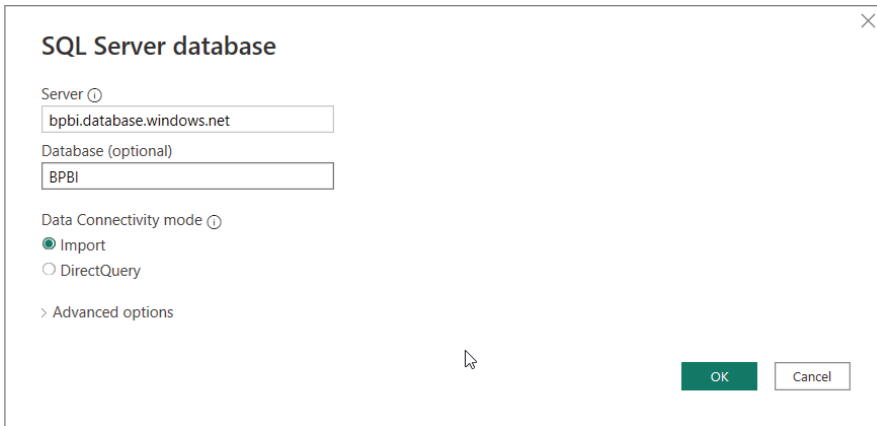 SQL Server database
Server
bpbi.database.windows.net
Database (optional)
BPBI
Data Connectivity mode
Import
DirectQuery
Advanced options
OK Cancel